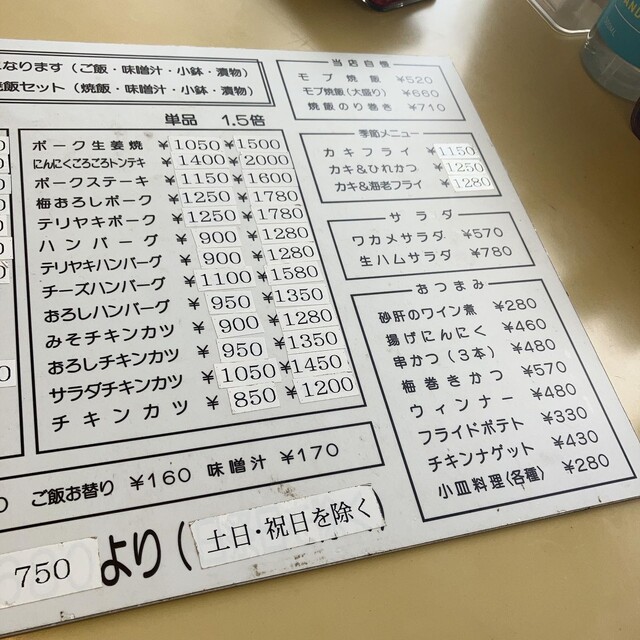 なります（ご飯・味噌汁・小鉢・漬物）
焼飯セット（焼飯・味噌汁・小鉢・漬物）
単品 1.5倍
ポーク生姜焼 ¥1050 ¥1500
にんにくころころトンテキ ¥1400 ¥2000
ポークステーキ ¥1150 ¥1600
梅おろしポーク ¥1250 ¥1780
テリヤキポーク ¥1250 ¥1780
ハンバーグ ¥900 ¥1280
テリヤキハンバーグ ¥900 ¥1280
チーズハンバーグ ¥1100 ¥1580
おろしハンバーグ ¥950 ¥1350
みそチキンカツ ¥900 ¥1280
おろしチキンカツ ¥950 ¥1350
サラダチキンカツ ¥1050 ¥1450
チキンカツ ¥850 ¥1200
ご飯お替り ¥160 味噌汁 ¥170
750 より（土日・祝日を除く）
当店自慢
モブ焼飯 ¥520
モブ焼飯(大盛り) ¥660
焼飯のり巻き ¥710
季節メニュー
カキフライ ¥1150
カキ&ひれかつ ¥1250
カキ&海老フライ ¥1280
サラダ
ワカメサラダ ¥570
生ハムサラダ ¥780
おつまみ
砂肝のワイン煮 ¥280
揚げにんにく ¥460
串かつ（3本） ¥480
梅巻きかつ ¥570
ウィンナー ¥480
フライドポテト ¥330
チキンナゲット ¥430
小皿料理(各種) ¥280